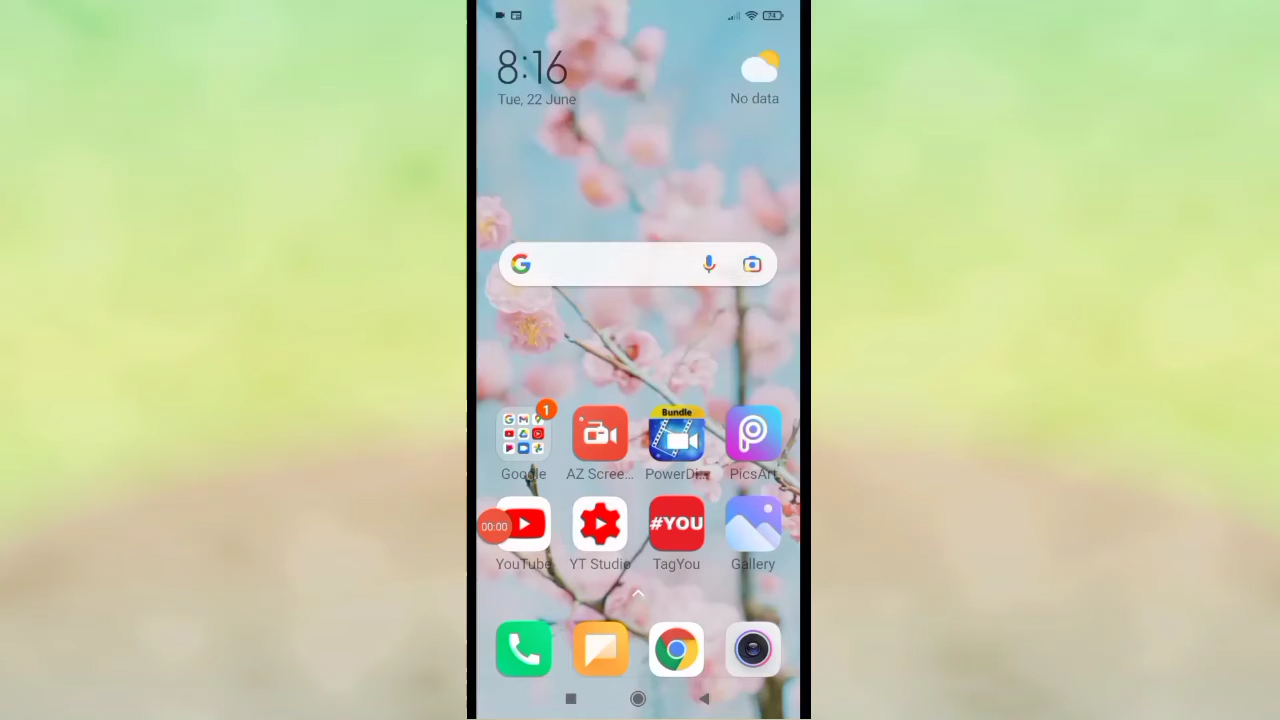 74
8:16
Tue, 22 June
No data
1
Bundle
Google
AZ Scree...
PowerDi...
PicsArt
00:00
#YOU
YouTube
YT Studio
TagYou
Gallery